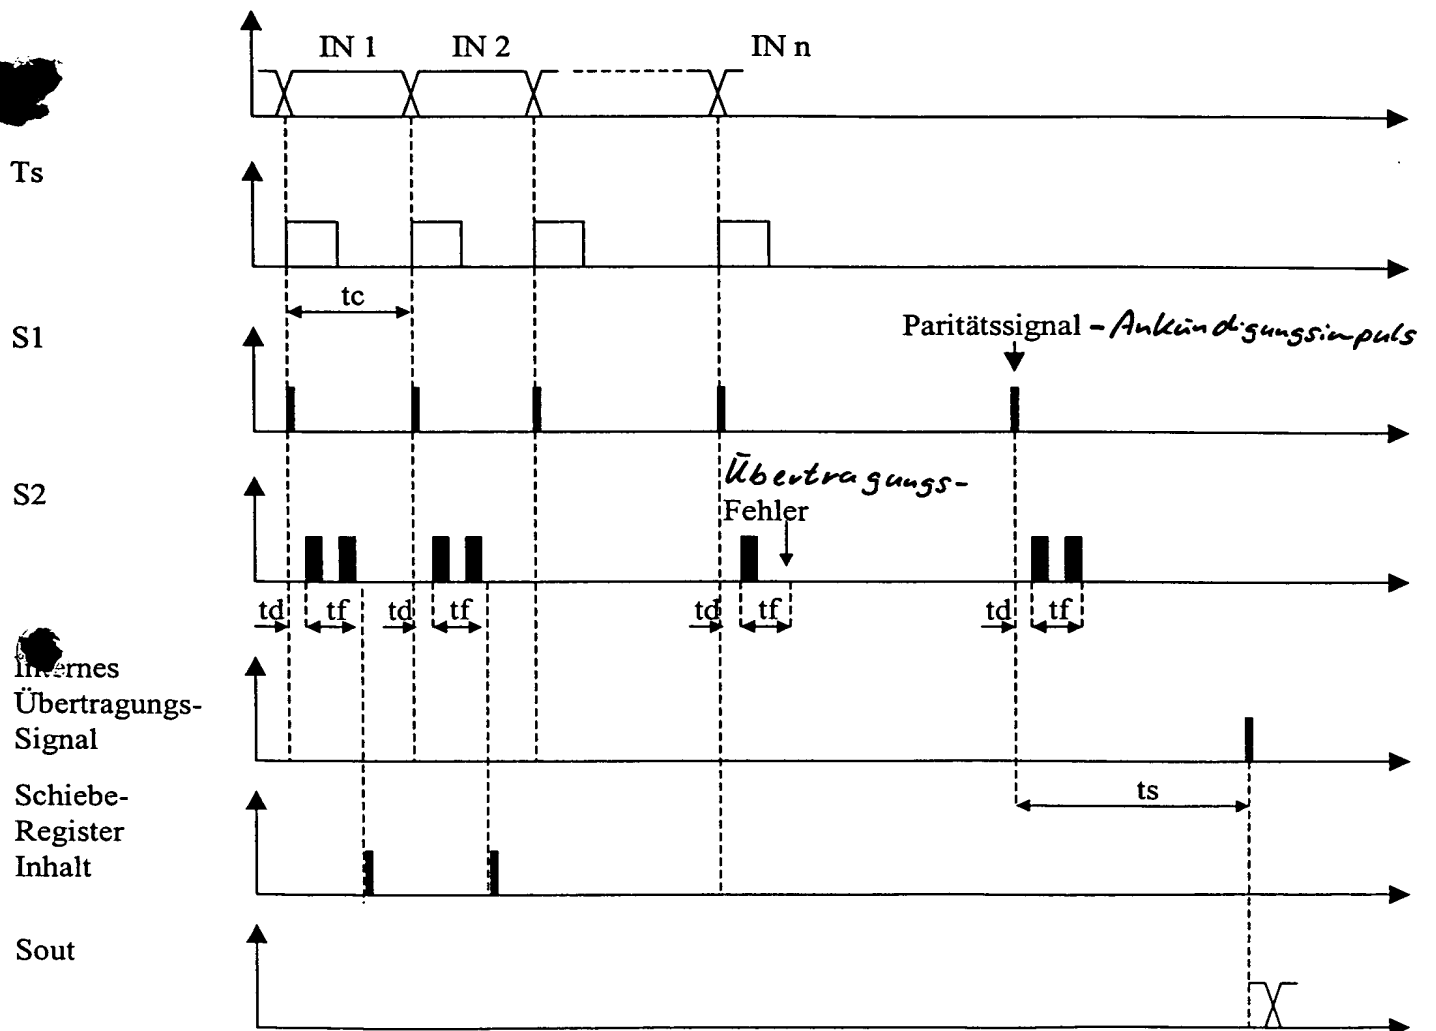 IN 1 IN 2 IN n
Ts
tc
S1
Paritätssignal - Ankündigungsimpuls
S2
Übertragungs-
Fehler
td tf td tf td tf td tf
Internes
Übertragungs-
Signal
ts
Schiebe-
Register
Inhalt
Sout